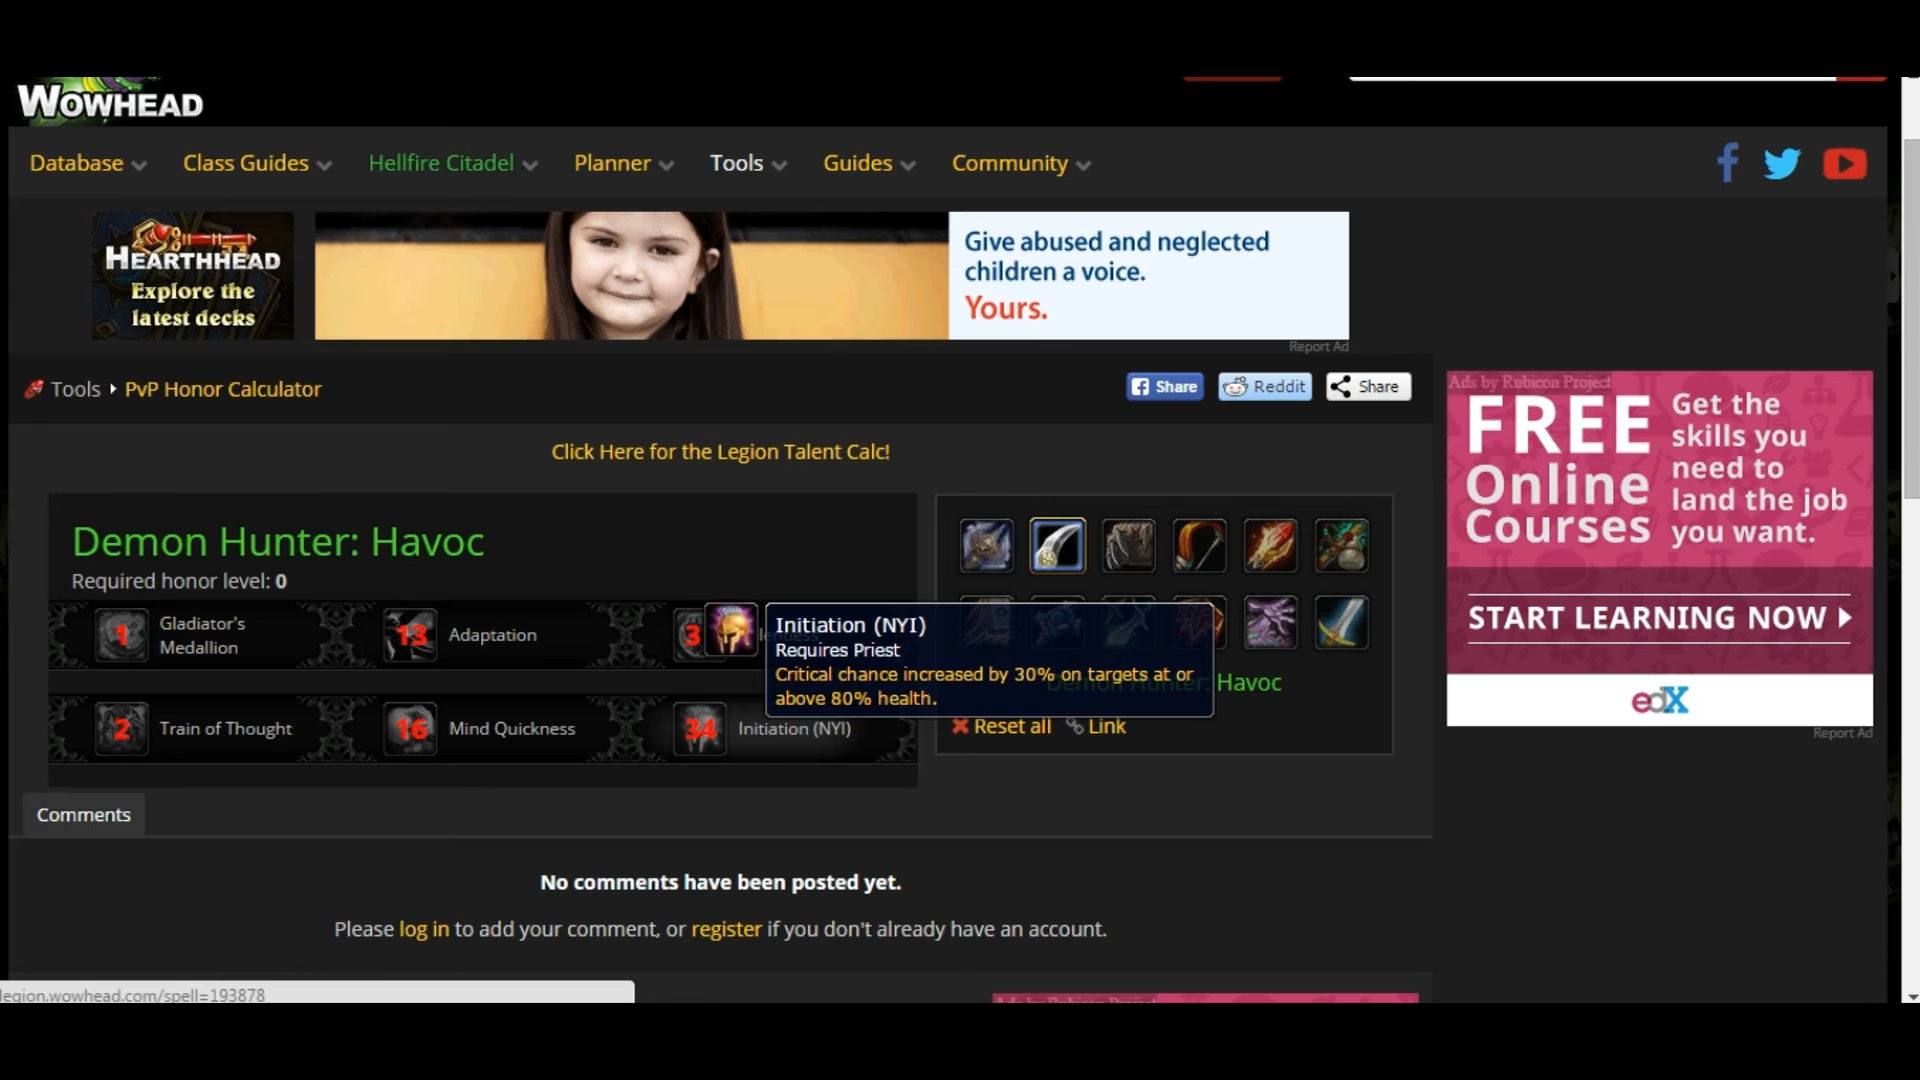 WOWHEAD
Database
Class Guides
Hellfire Citadel
Planner
Tools
Guides
Community
HEARTHHEAD
Explore the
latest decks
Give abused and neglected
children a voice.
Yours.
Report Ad
Tools
PvP Honor Calculator
Share
Reddit
Share
Ads by Rubicon Project
FREE
Online
Courses
Get the
skills you
need to
land the job
you want.
START LEARNING NOW
edX
Report Ad
Click Here for the Legion Talent Calc!
Demon Hunter: Havoc
Required honor level: 0
1
Gladiator's
Medallion
13
Adaptation
3
Initiation (NYI)
Requires Priest
Critical chance increased by 30% on targets at or
above 80% health.
Demon Hunter: Havoc
2
Train of Thought
16
Mind Quickness
34
Initiation (NYI)
Reset all
Link
Comments
No comments have been posted yet.
Please log in to add your comment, or register if you don't already have an account.
legion.wowhead.com/spell=193878
Ads by Rubicon Project